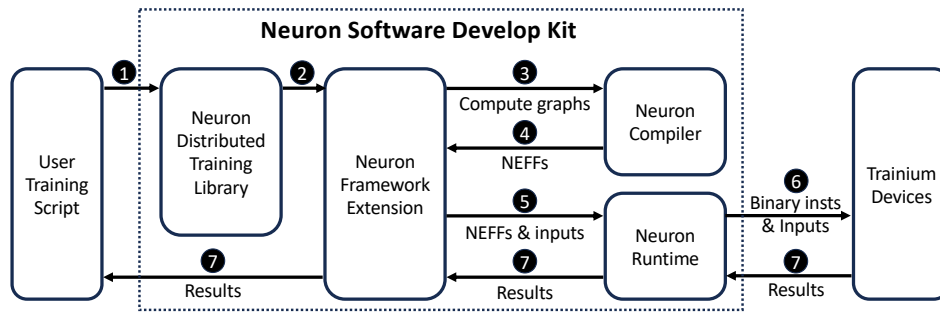 Neuron Software Develop Kit
User
Training
Script
1
Neuron
Distributed
Training
Library
2
Neuron
Framework
Extension
3
Compute graphs
4
NEFFs
Neuron
Compiler
5
NEFFs & inputs
7
Results
Neuron
Runtime
6
Binary insts
& Inputs
7
Results
Trainium
Devices
7
Results